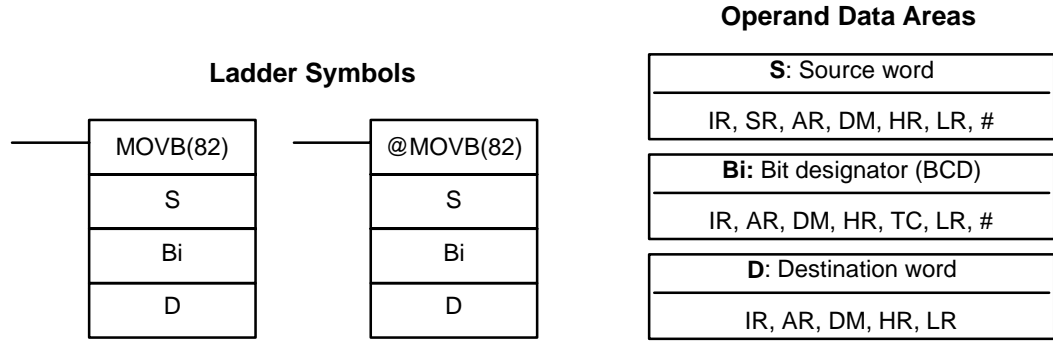 Ladder Symbols
MOVB(82)
S
Bi
D
@MOVB(82)
S
Bi
D
Operand Data Areas
S: Source word
IR, SR, AR, DM, HR, LR, #
Bi: Bit designator (BCD)
IR, AR, DM, HR, TC, LR, #
D: Destination word
IR, AR, DM, HR, LR